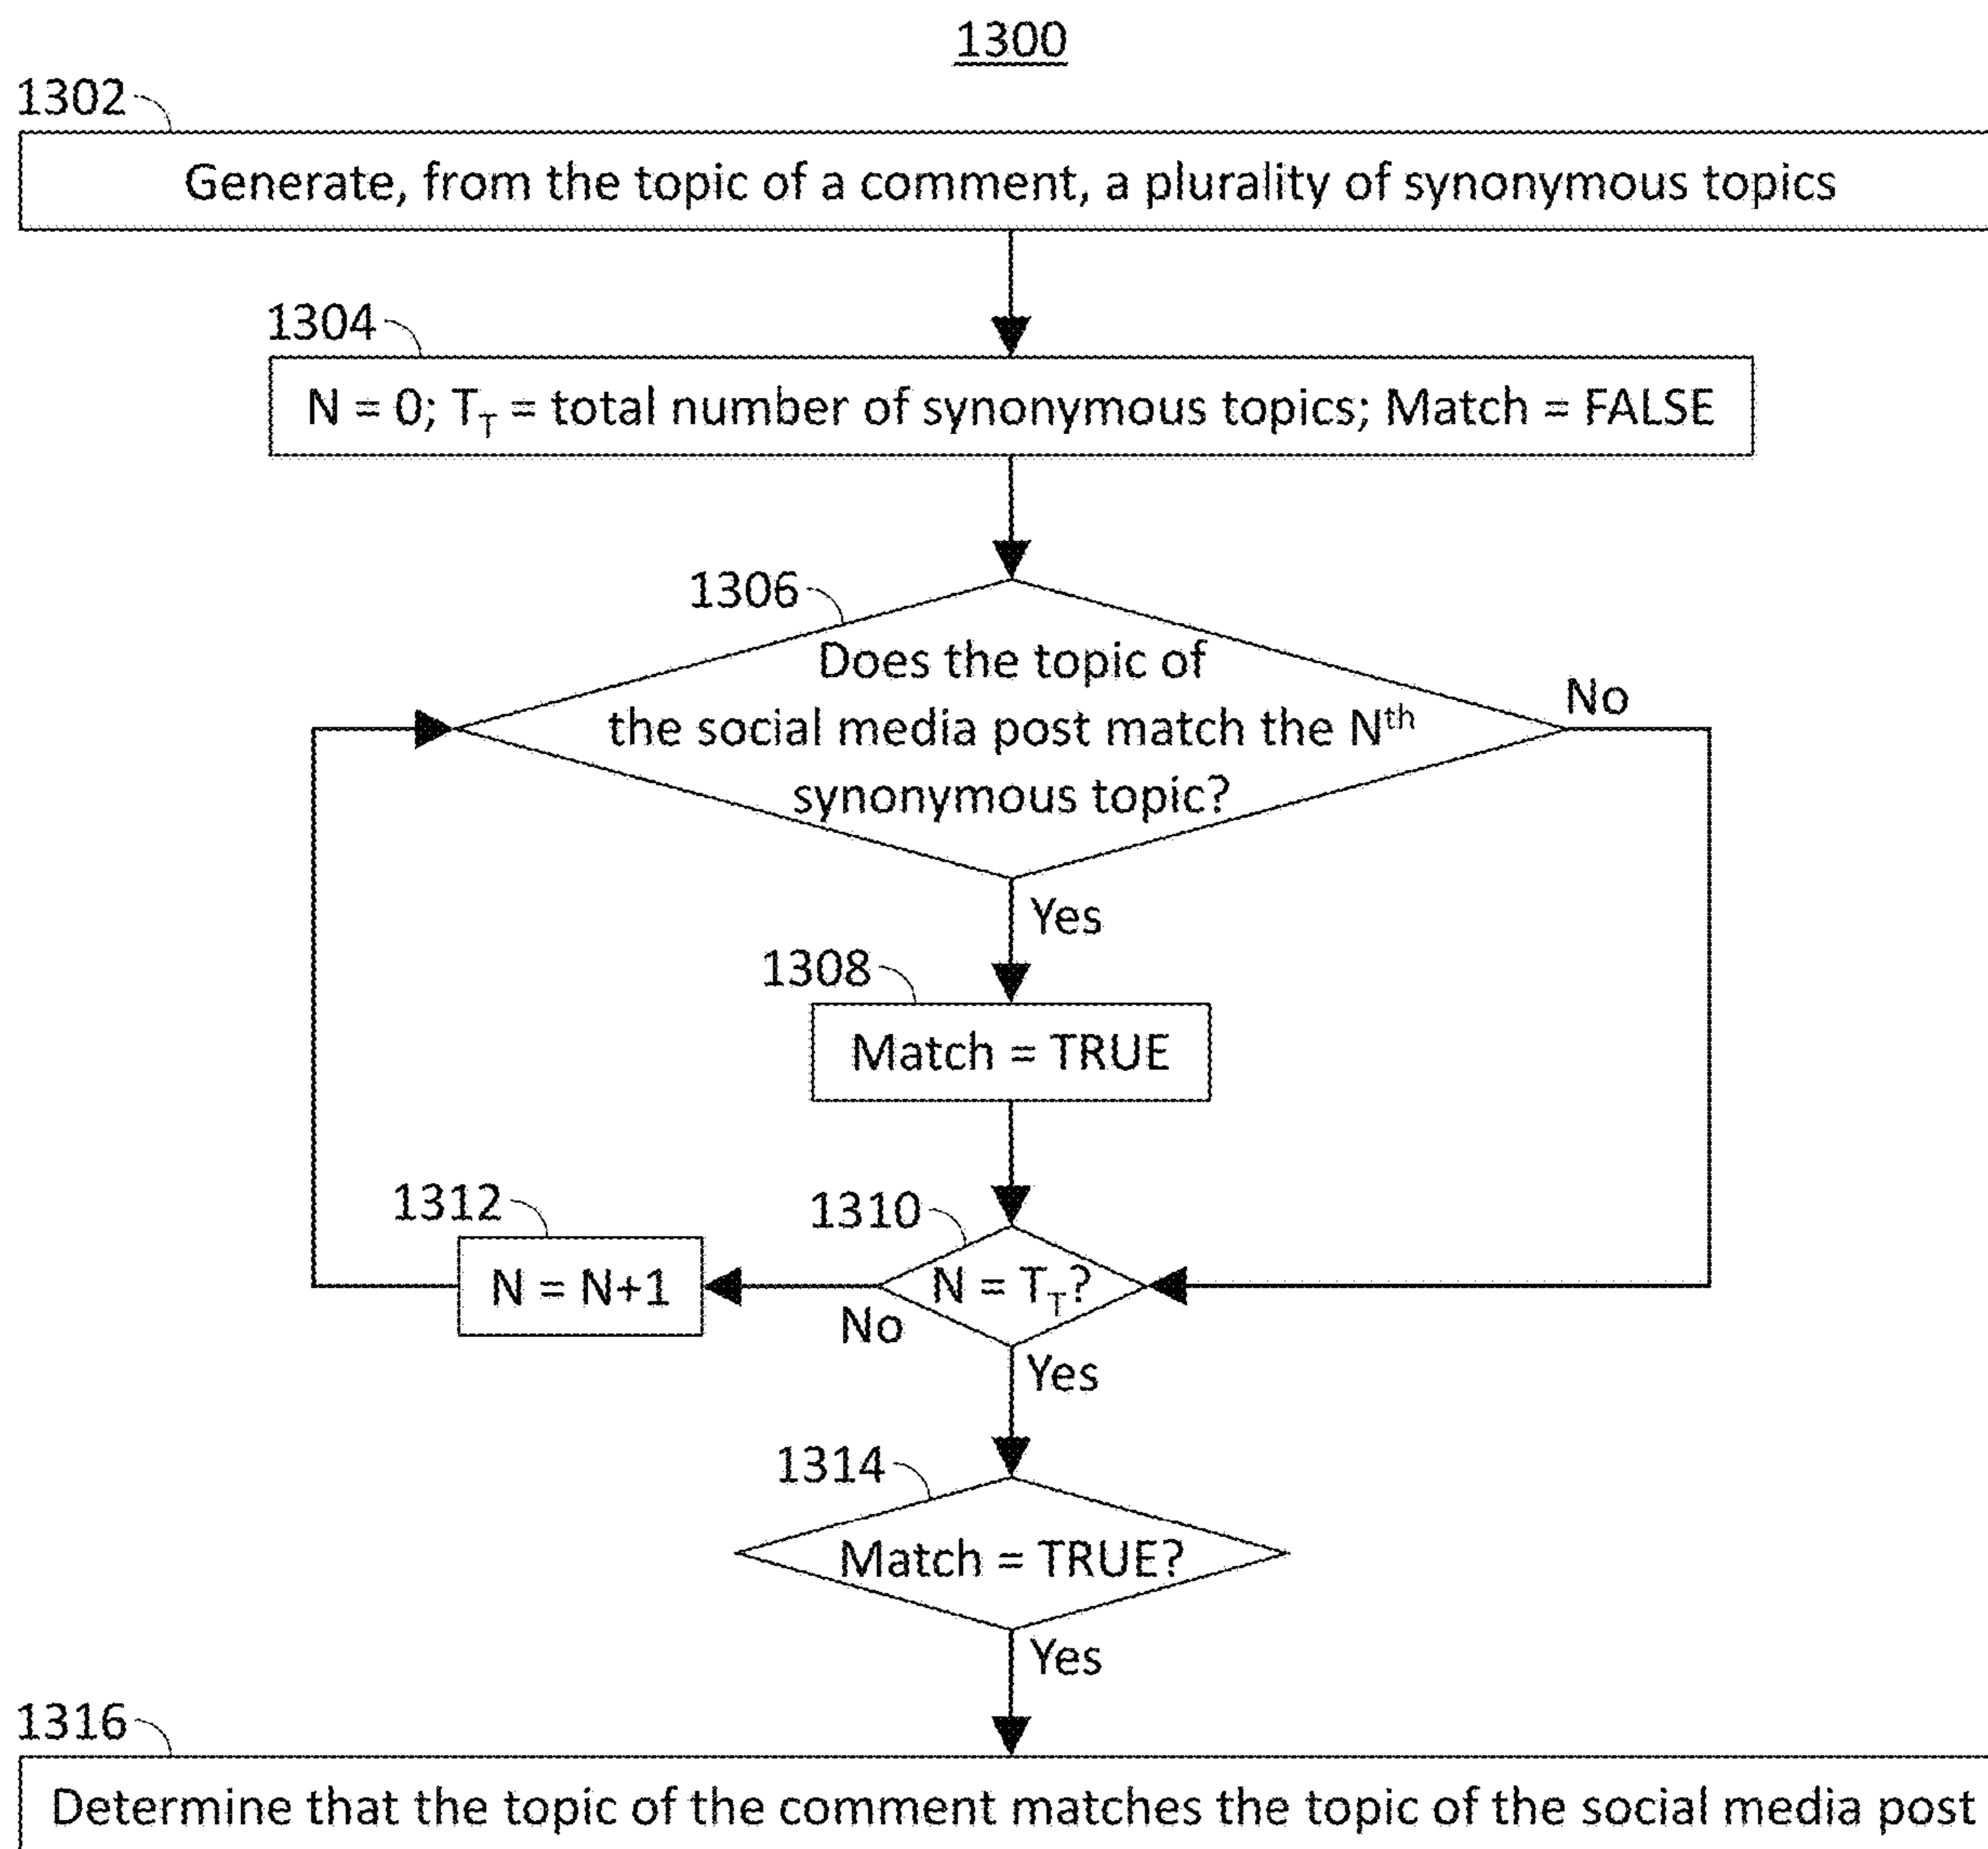 1300
1302
Generate, from the topic of a comment, a plurality of synonymous topics
1304
N = 0; T_T = total number of synonymous topics; Match = FALSE
1306
Does the topic of
the social media post match the Nth
synonymous topic?
No
Yes
1308
Match = TRUE
1312
N = N+1
1310
N = T_T?
No
Yes
1314
Match = TRUE?
Yes
1316
Determine that the topic of the comment matches the topic of the social media post